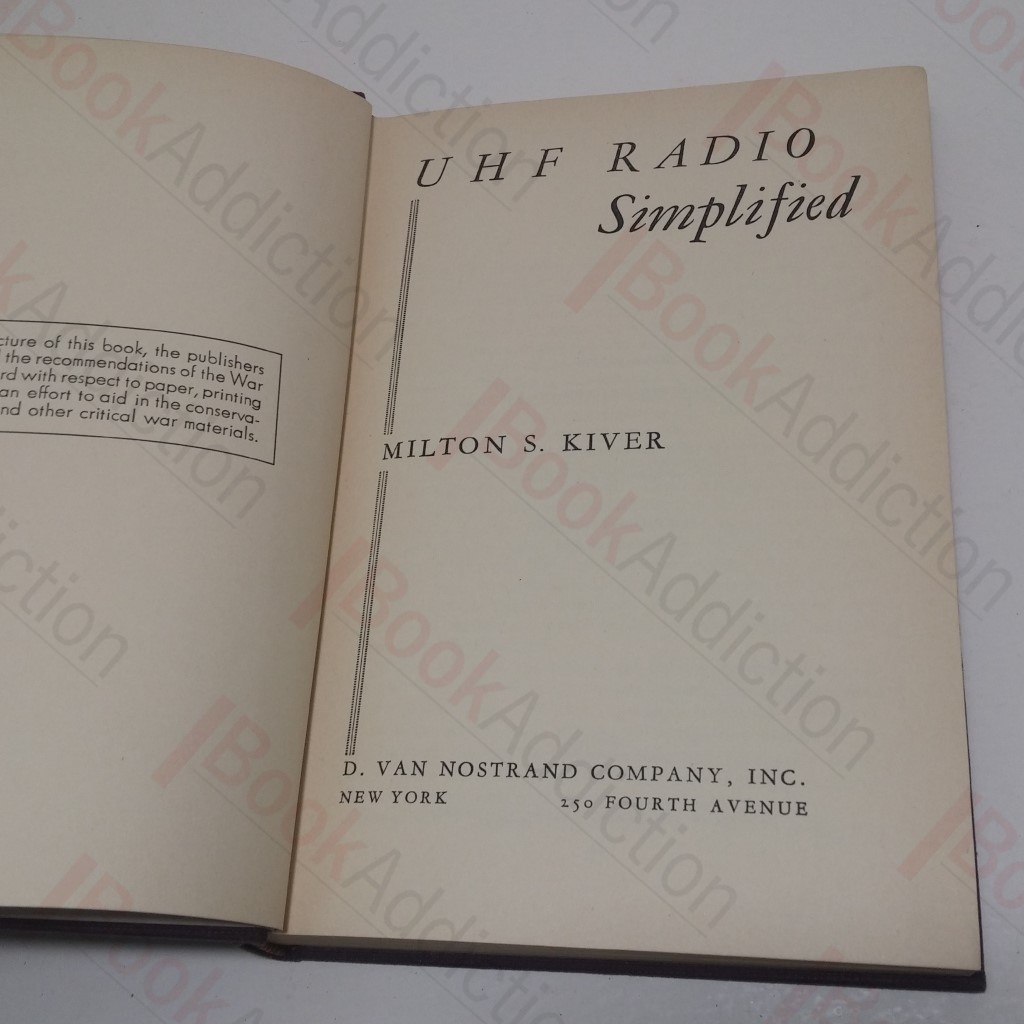 cture of this book, the publishers
the recommendations of the War
rd with respect to paper, printing
an effort to aid in the conserva-
nd other critical war materials.
UHF RADIO
Simplified
MILTON S. KIVER
D. VAN NOSTRAND COMPANY, INC.
NEW YORK 250 FOURTH AVENUE
BookAddiction